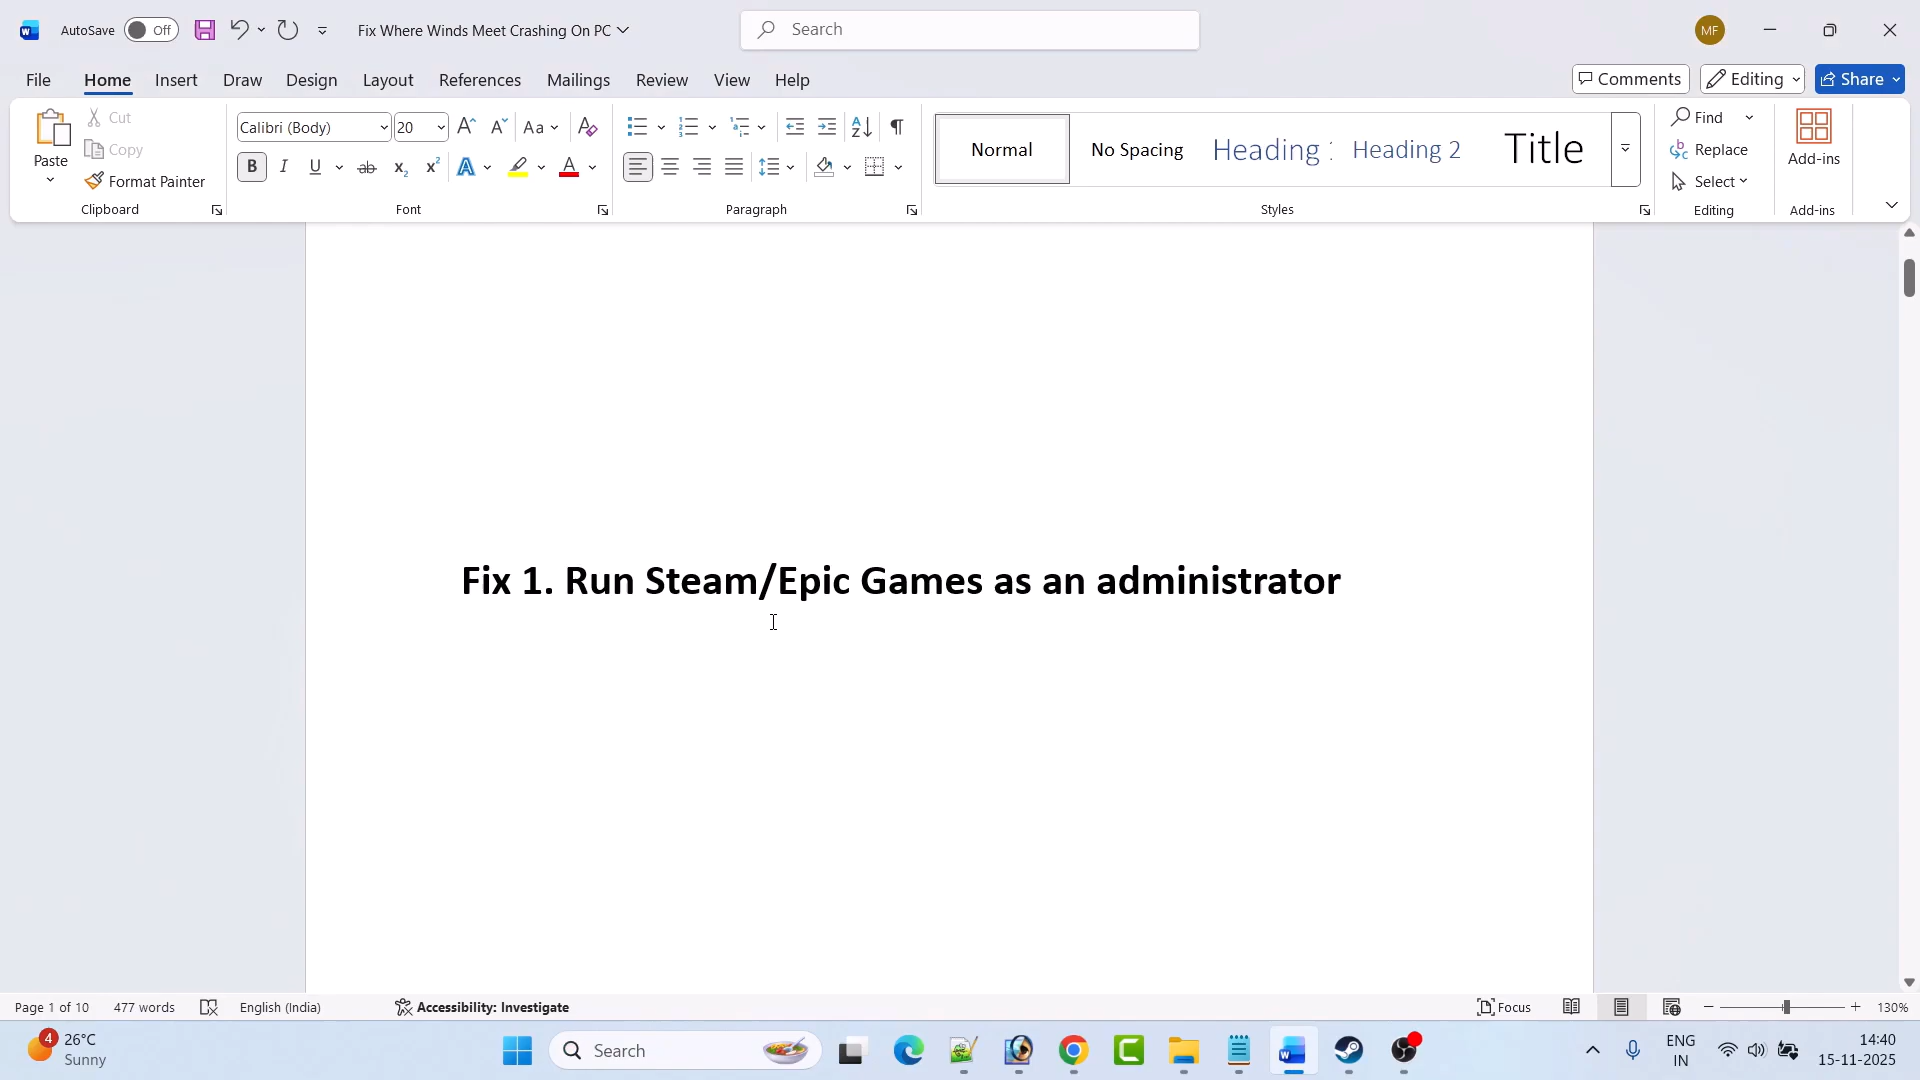 AutoSave Off
Fix Where Winds Meet Crashing On PC
Search
MF
File Home Insert Draw Design Layout References Mailings Review View Help
Comments Editing Share
Paste
Cut
Copy
Format Painter
Clipboard
Calibri (Body) 20
Font
Paragraph
Normal
No Spacing
Heading
Heading 2
Title
Styles
Find
Replace
Select
Editing
Add-ins
Add-ins
Fix 1. Run Steam/Epic Games as an administrator
Page 1 of 10 477 words English (India) Accessibility: Investigate Focus 130%
4
26°C
Sunny
Search
ENG
IN
14:40
15-11-2025